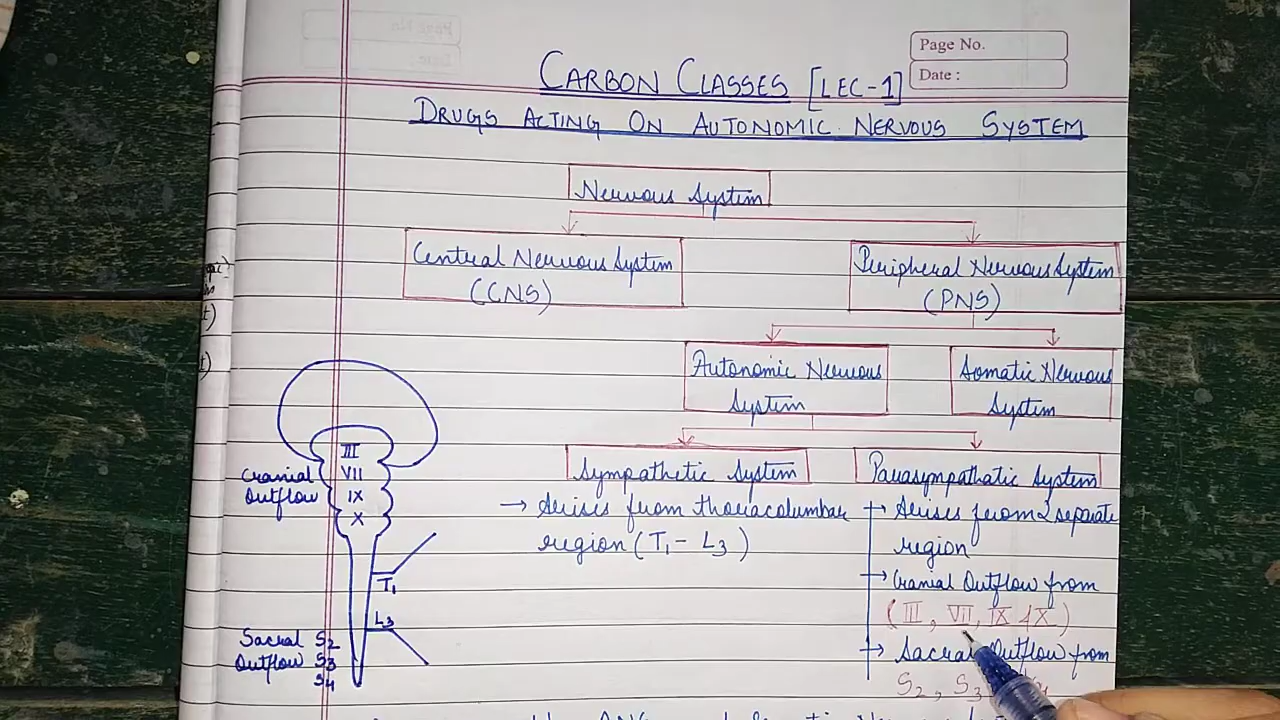 Page No.
Date :
CARBON CLASSES [LEC-1]
DRUGS ACTING ON AUTONOMIC NERVOUS SYSTEM
Nervous System
Central Nervous System
(CNS)
Peripheral Nervous System
(PNS)
Autonomic Nervous
System
Somatic Nervous
System
Sympathetic System
→ Arises from thoracolumbar
region (T1 - L3)
Parasympathatic System
→ Arises from 2 separate
region
→ Cranial Outflow from
(III, VII, IX & X)
→ Sacral Outflow from
S2, S3
III
VII
IX
X
Cranial
Outflow
T1
L3
Sacral S2
Outflow S3
S4